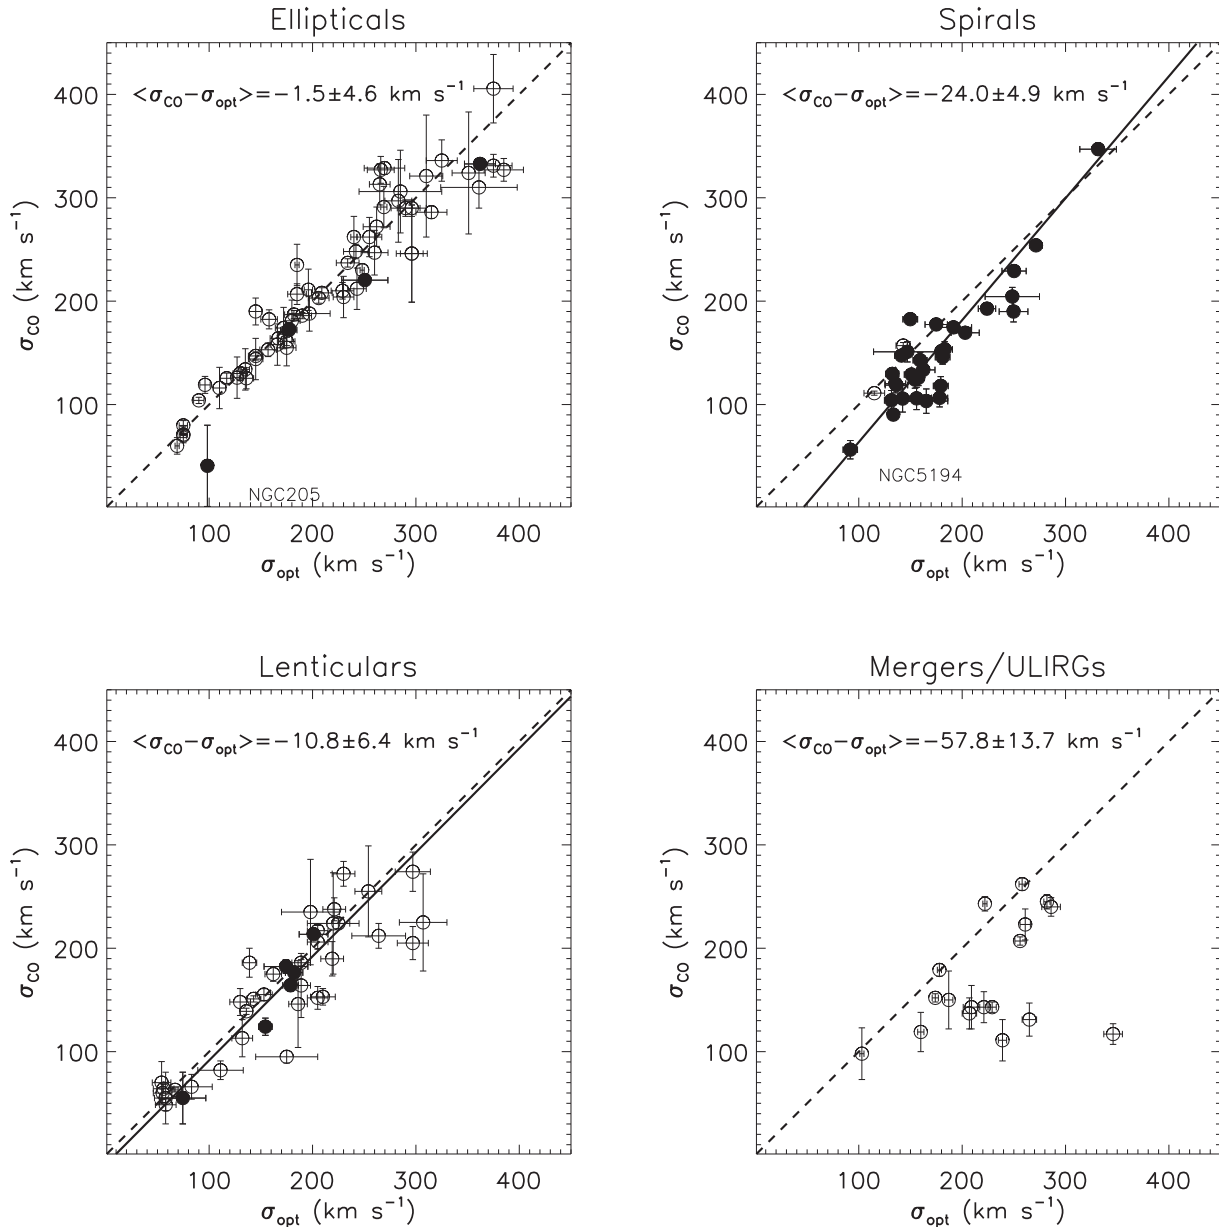 Ellipticals
<σCO−σopt>=−1.5±4.6 km s⁻¹
400
300
200
100
σCO (km s⁻¹)
NGC205
100 200 300 400
σopt (km s⁻¹)
Spirals
<σCO−σopt>=−24.0±4.9 km s⁻¹
400
300
200
100
σCO (km s⁻¹)
NGC5194
100 200 300 400
σopt (km s⁻¹)
Lenticulars
<σCO−σopt>=−10.8±6.4 km s⁻¹
400
300
200
100
σCO (km s⁻¹)
100 200 300 400
σopt (km s⁻¹)
Mergers/ULIRGs
<σCO−σopt>=−57.8±13.7 km s⁻¹
400
300
200
100
σCO (km s⁻¹)
100 200 300 400
σopt (km s⁻¹)